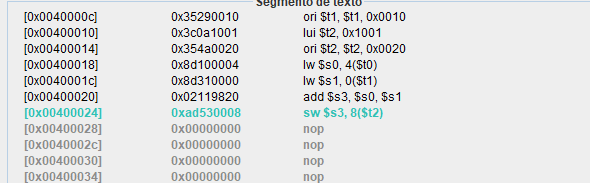 Segmento de texto
[0x0040000c] 0x35290010 ori $t1, $t1, 0x0010
[0x00400010] 0x3c0a1001 lui $t2, 0x1001
[0x00400014] 0x354a0020 ori $t2, $t2, 0x0020
[0x00400018] 0x8d100004 lw $s0, 4($t0)
[0x0040001c] 0x8d310000 lw $s1, 0($t1)
[0x00400020] 0x02119820 add $s3, $s0, $s1
[0x00400024] 0xad530008 sw $s3, 8($t2)
[0x00400028] 0x00000000 nop
[0x0040002c] 0x00000000 nop
[0x00400030] 0x00000000 nop
[0x00400034] 0x00000000 nop